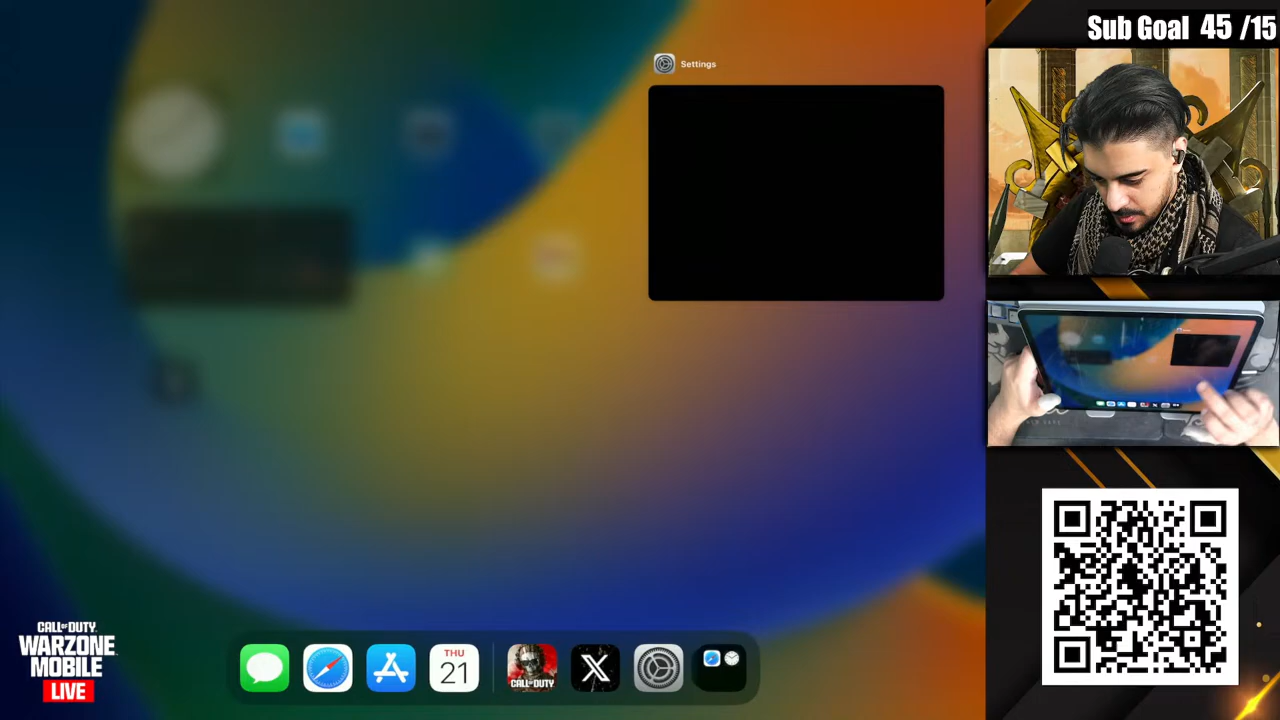 Sub Goal 45 /15
Settings
CALL OF DUTY
WARZONE
MOBILE
LIVE
THU
21
CALL OF DUTY
X